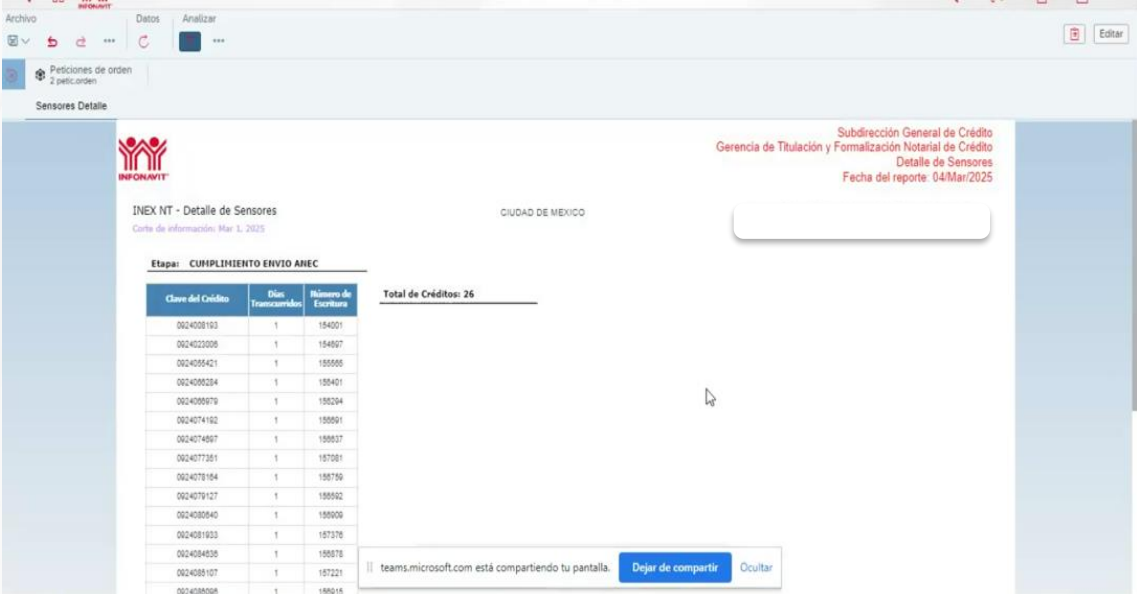 INFONAVIT
Archivo
Datos
Analizar
Editar
Peticiones de orden
2 petic.orden
Sensores Detalle
INFONAVIT
Subdirección General de Crédito
Gerencia de Titulación y Formalización Notarial de Crédito
Detalle de Sensores
Fecha del reporte: 04/Mar/2025
INEX NT - Detalle de Sensores
CIUDAD DE MEXICO
Corte de información: Mar 1, 2025
Etapa: CUMPLIMIENTO ENVIO ANEC
Clave del Crédito Días Transcurridos Número de Escritura
Total de Créditos: 26
0924008193 1 154001
0924023006 1 154697
0924055421 1 155565
0924066284 1 156401
0924066979 1 156294
0924074192 1 156691
0924074697 1 156637
0924077351 1 157081
0924078164 1 156759
0924079127 1 156692
0924080640 1 156909
0924081933 1 157376
0924084636 1 156878
0924085107 1 157221
teams.microsoft.com está compartiendo tu pantalla.
Dejar de compartir
Ocultar